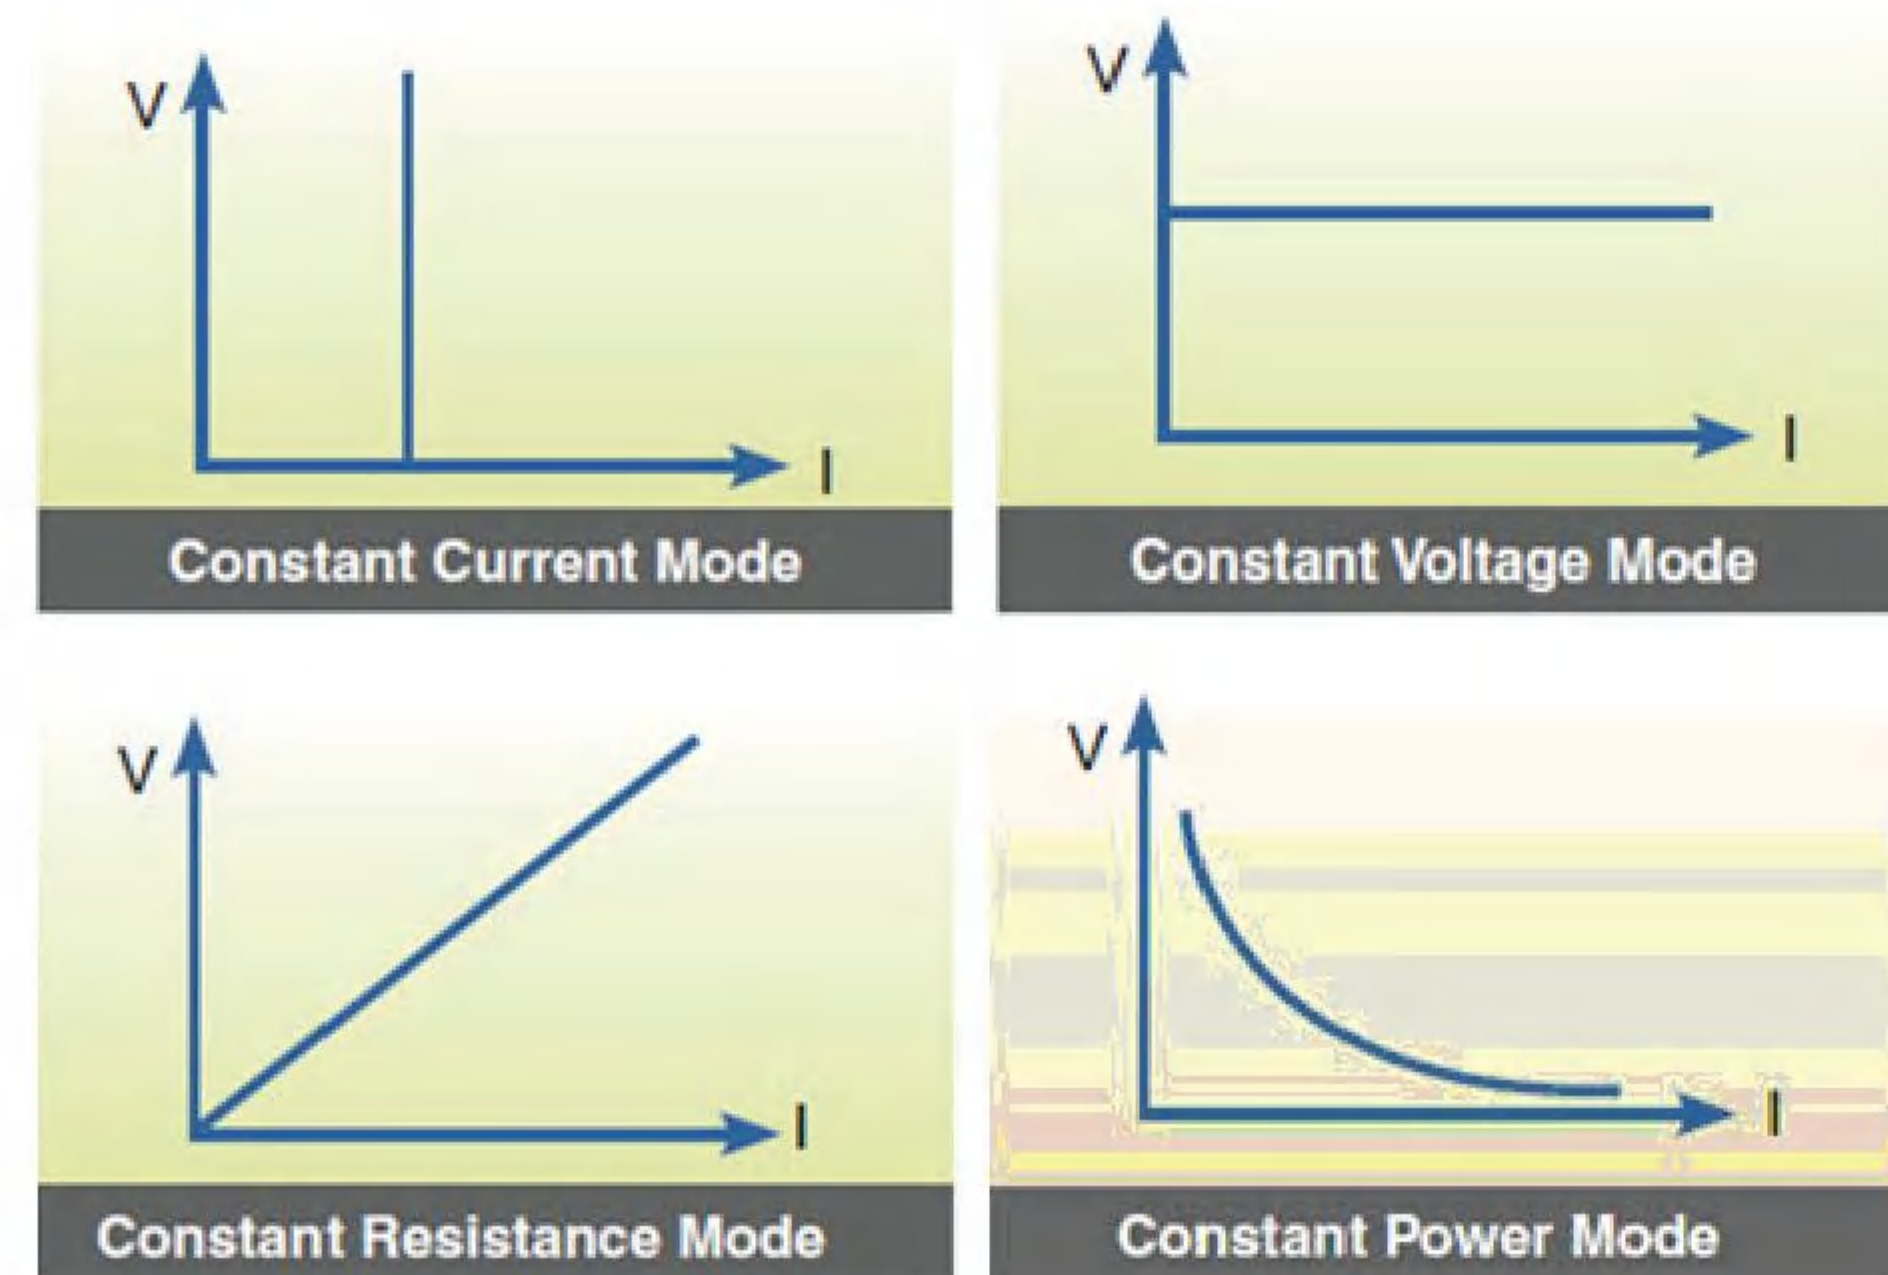 V
I
Constant Current Mode
V
I
Constant Voltage Mode
V
I
Constant Resistance Mode
V
I
Constant Power Mode